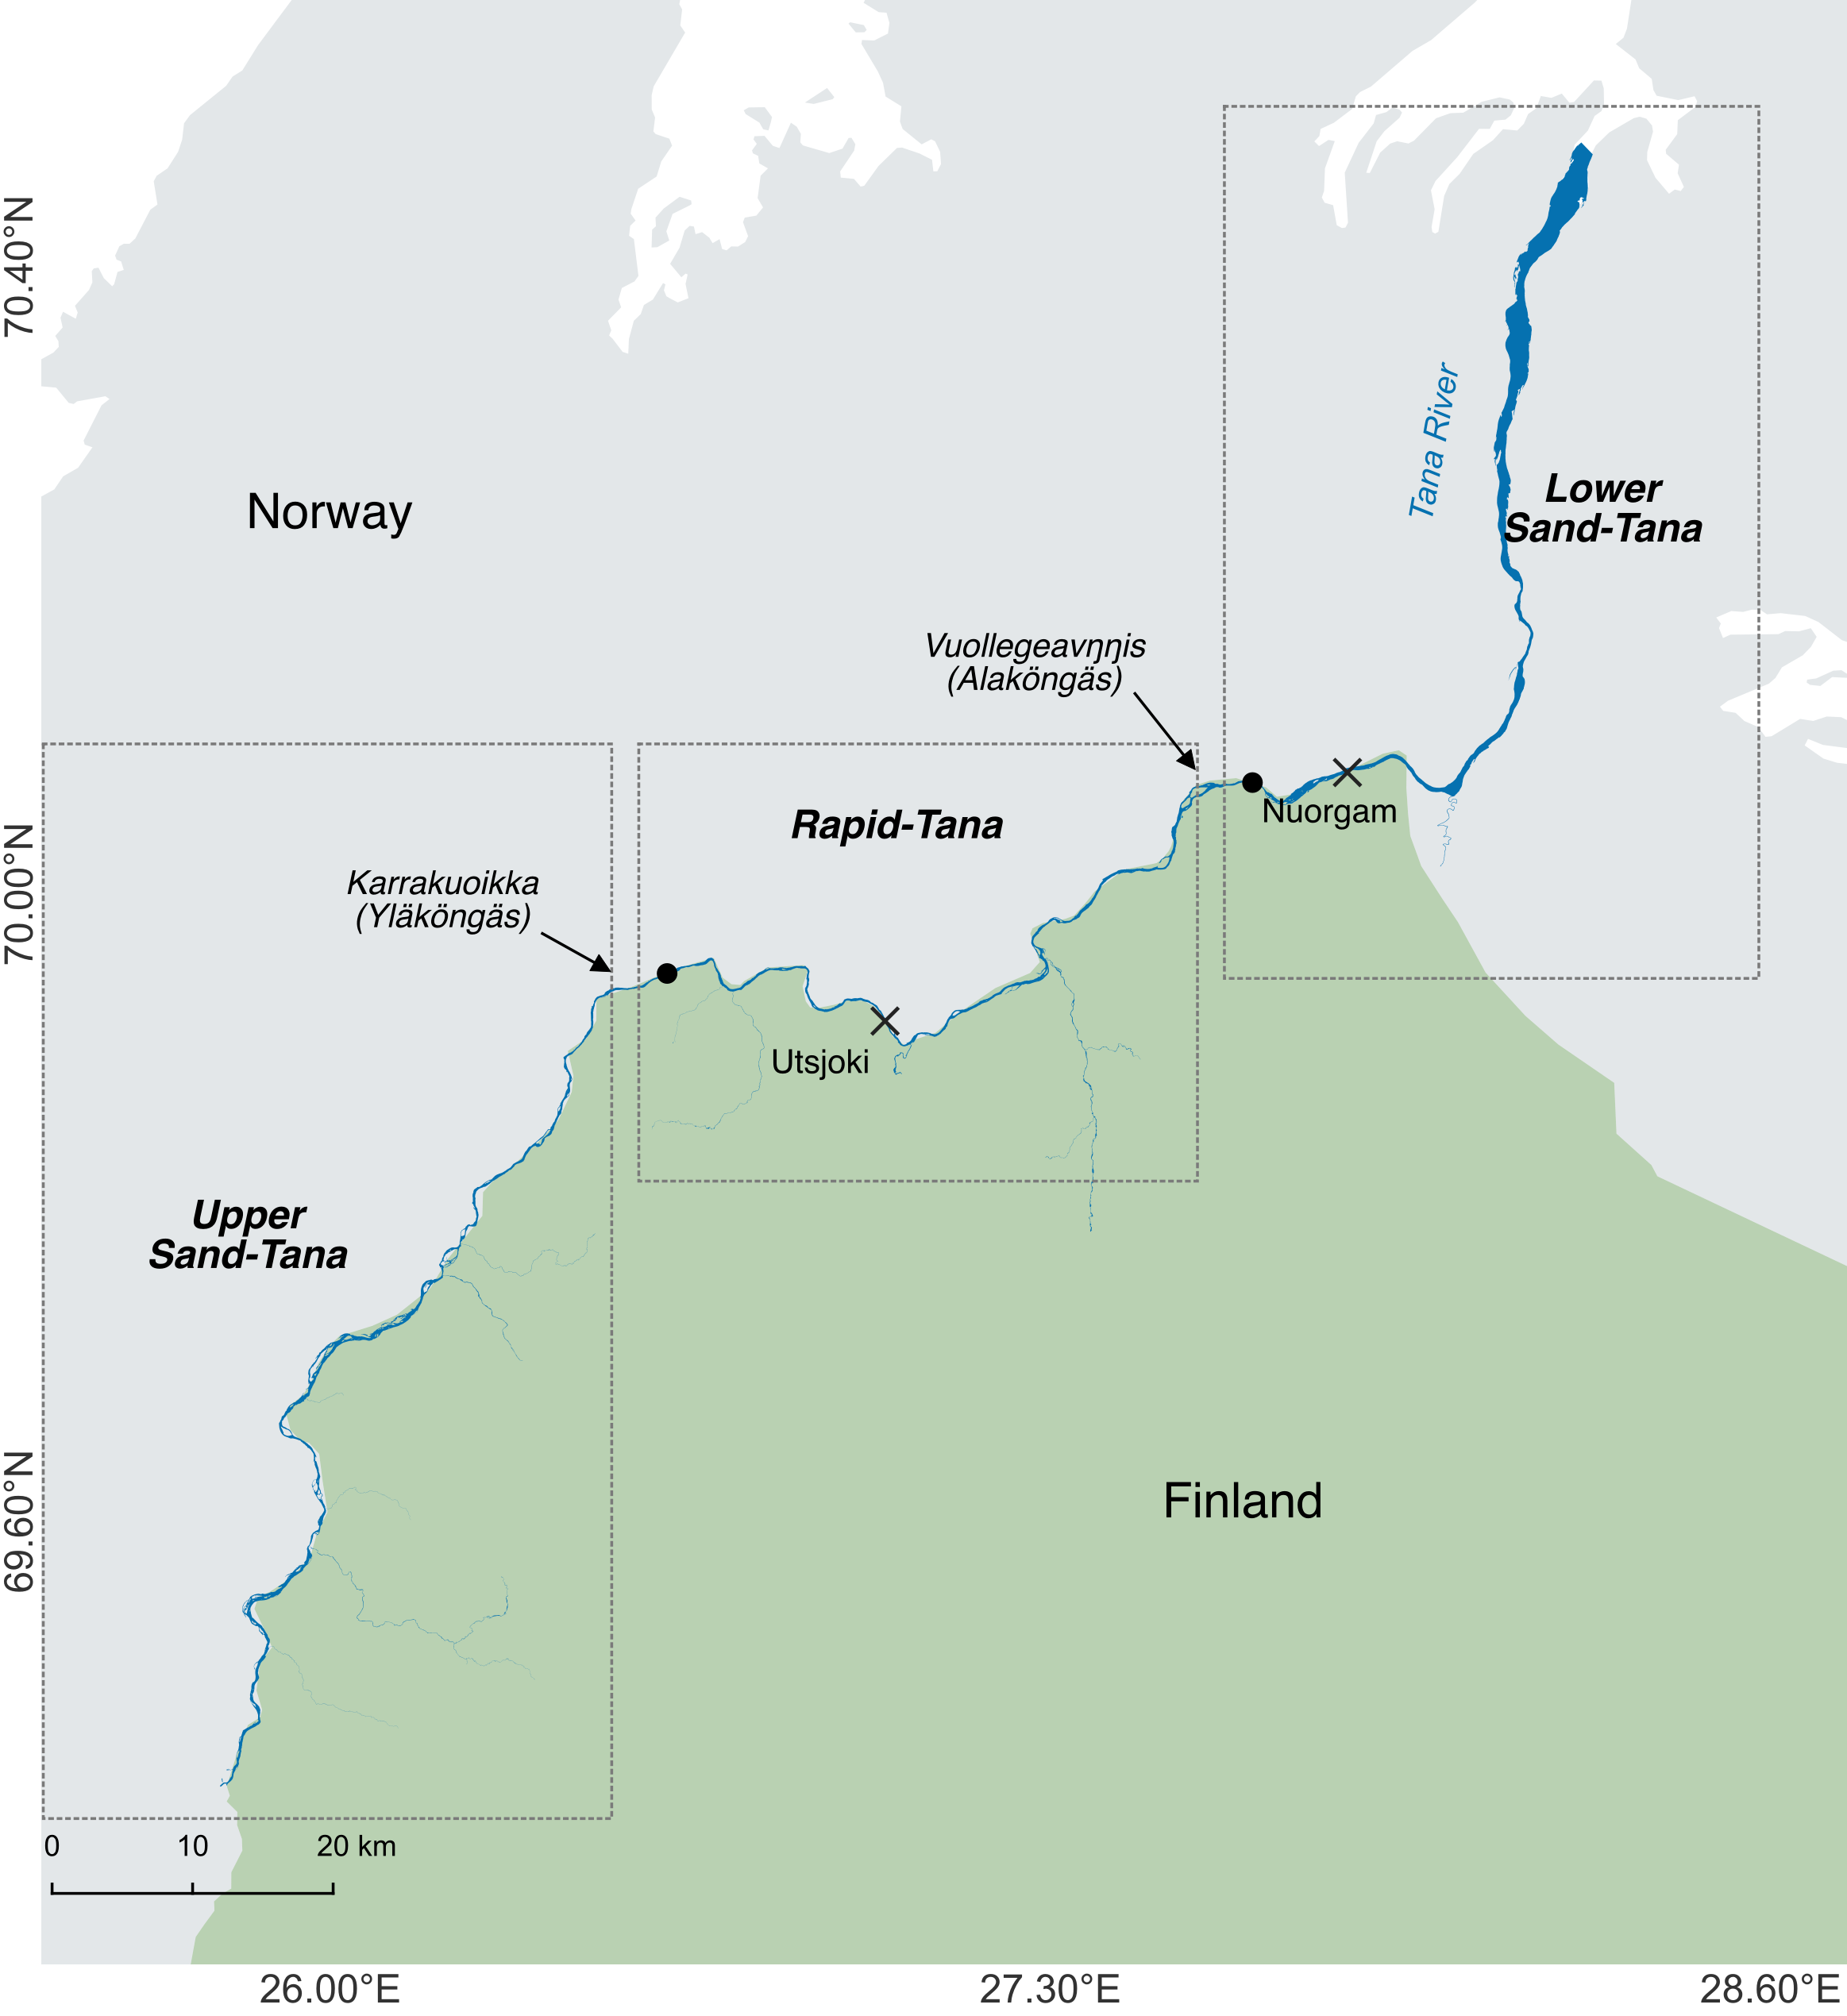 70.40°N
Tana River
Lower
Sand-Tana
Norway
Vuollegeavŋŋis
(Alaköngäs)
Nuorgam
Rapid-Tana
70.00°N
Karrakuoikka
(Yläköngäs)
Utsjoki
Upper
Sand-Tana
69.60°N
Finland
0 10 20 km
26.00°E 27.30°E 28.60°E